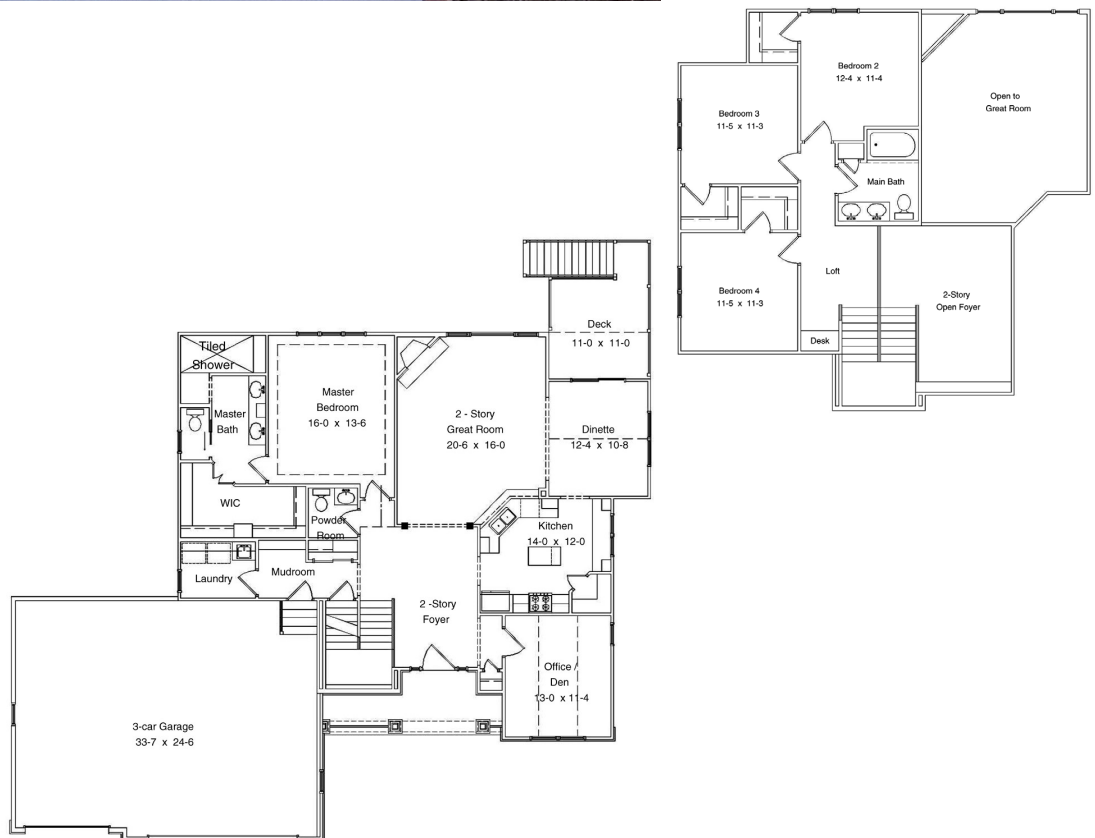 Bedroom 2
12-4 x 11-4
Open to
Great Room
Bedroom 3
11-5 x 11-3
Main Bath
Loft
Bedroom 4
11-5 x 11-3
2-Story
Open Foyer
Desk
Deck
11-0 x 11-0
Tiled
Shower
Master
Bedroom
16-0 x 13-6
Master
Bath
2 - Story
Great Room
20-6 x 16-0
Dinette
12-4 x 10-8
WIC
Powder
Room
Kitchen
14-0 x 12-0
Laundry
Mudroom
2 -Story
Foyer
Office /
Den
13-0 x 11-4
3-car Garage
33-7 x 24-6